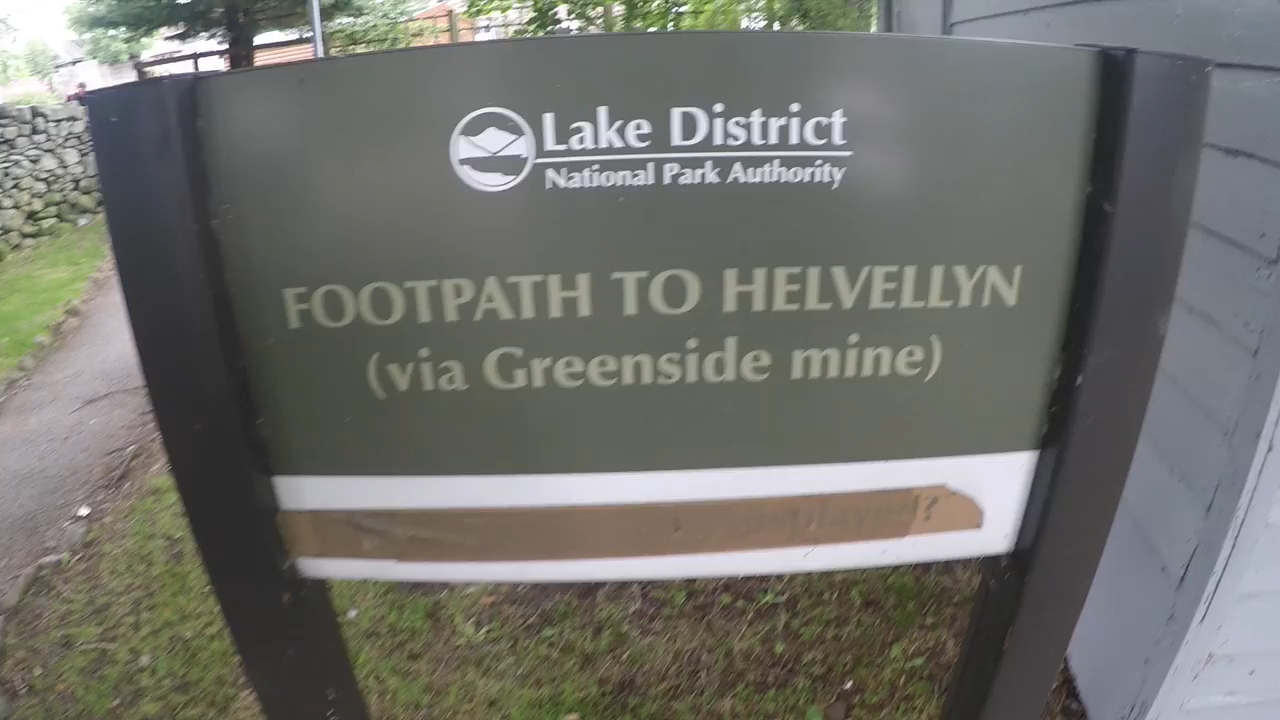 Lake District
National Park Authority
FOOTPATH TO HELVELLYN
(via Greenside mine)